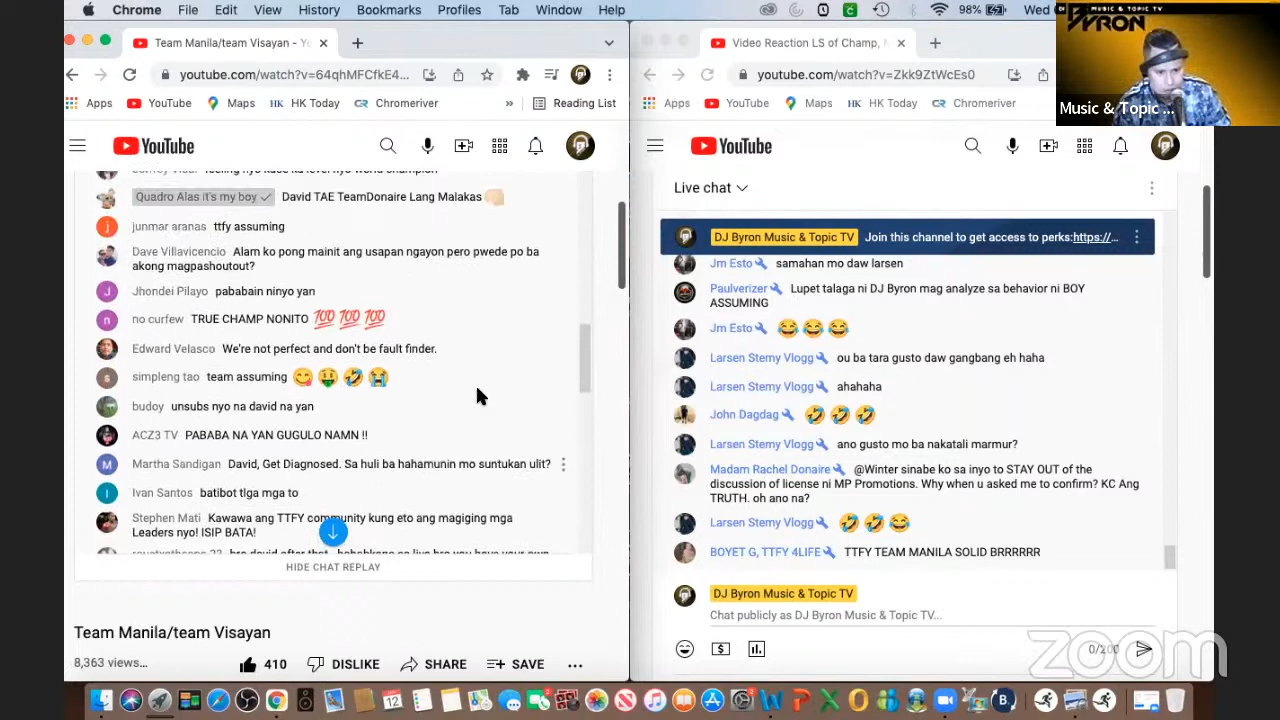 Chrome File Edit View History Bookmarks Profiles Tab Window Help
98% Wed
Team Manila/team Visayan - Yo
youtube.com/watch?v=64qhMFCfkE4...
Apps YouTube Maps HK HK Today CR Chromeriver » Reading List
YouTube
Quadro Alas it's my boy David TAE TeamDonaire Lang Malakas
junmar aranas ttfy assuming
Dave Villavicencio Alam ko pong mainit ang usapan ngayon pero pwede po ba
akong magpashoutout?
Jhondei Pilayo pababain ninyo yan
no curfew TRUE CHAMP NONITO 💯 💯 💯
Edward Velasco We're not perfect and don't be fault finder.
simpleng tao team assuming 😋 🤑 🤣 😭
budoy unsubs nyo na david na yan
ACZ3 TV PABABA NA YAN GUGULO NAMN !!
Martha Sandigan David, Get Diagnosed. Sa huli ba hahamunin mo suntukan ulit?
Ivan Santos batibot tlga mga to
Stephen Mati Kawawa ang TTFY community kung eto ang magiging mga
Leaders nyo! ISIP BATA!
HIDE CHAT REPLAY
Team Manila/team Visayan
8,363 views...
410 DISLIKE SHARE SAVE ...
Video Reaction LS of Champ,
youtube.com/watch?v=Zkk9ZtWcEs0
Apps YouTube Maps HK HK Today CR Chromeriver
YouTube
Live chat
DJ Byron Music & Topic TV Join this channel to get access to perks:https://...
Jm Esto samahan mo daw larsen
Paulverizer Lupet talaga ni DJ Byron mag analyze sa behavior ni BOY
ASSUMING
Jm Esto 😂 😂 😂
Larsen Stemy Vlogg ou ba tara gusto daw gangbang eh haha
Larsen Stemy Vlogg ahahaha
John Dagdag 🤣 🤣 🤣
Larsen Stemy Vlogg ano gusto mo ba nakatali marmur?
Madam Rachel Donaire @Winter sinabe ko sa inyo to STAY OUT of the
discussion of license ni MP Promotions. Why when u asked me to confirm? KC Ang
TRUTH. oh ano na?
Larsen Stemy Vlogg 🤣 🤣 😂
BOYET G, TTFY 4LIFE TTFY TEAM MANILA SOLID BRRRRRR
DJ Byron Music & Topic TV
Chat publicly as DJ Byron Music & Topic TV...
0/200
MUSIC & TOPIC TV
BYRON
Music & Topic ...
zoom